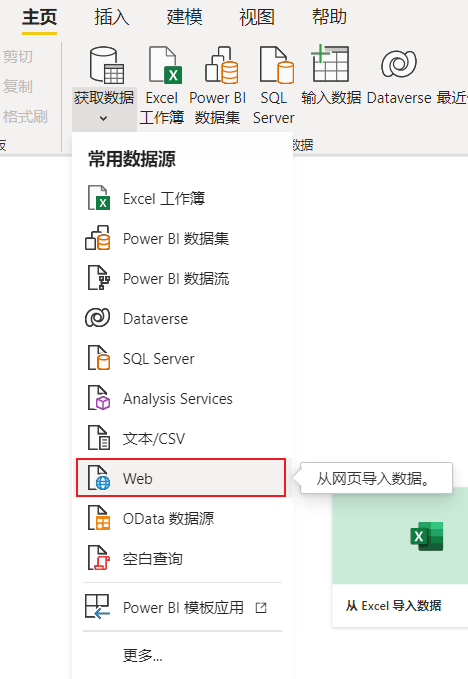 主页 插入 建模 视图 帮助
剪切
复制
格式刷
获取数据
Excel
工作簿
Power BI
数据集
SQL
Server
输入数据
Dataverse
最近
板
数据
常用数据源
Excel 工作簿
Power BI 数据集
Power BI 数据流
Dataverse
SQL Server
Analysis Services
文本/CSV
Web
从网页导入数据。
OData 数据源
空白查询
Power BI 模板应用
更多...
从 Excel 导入数据